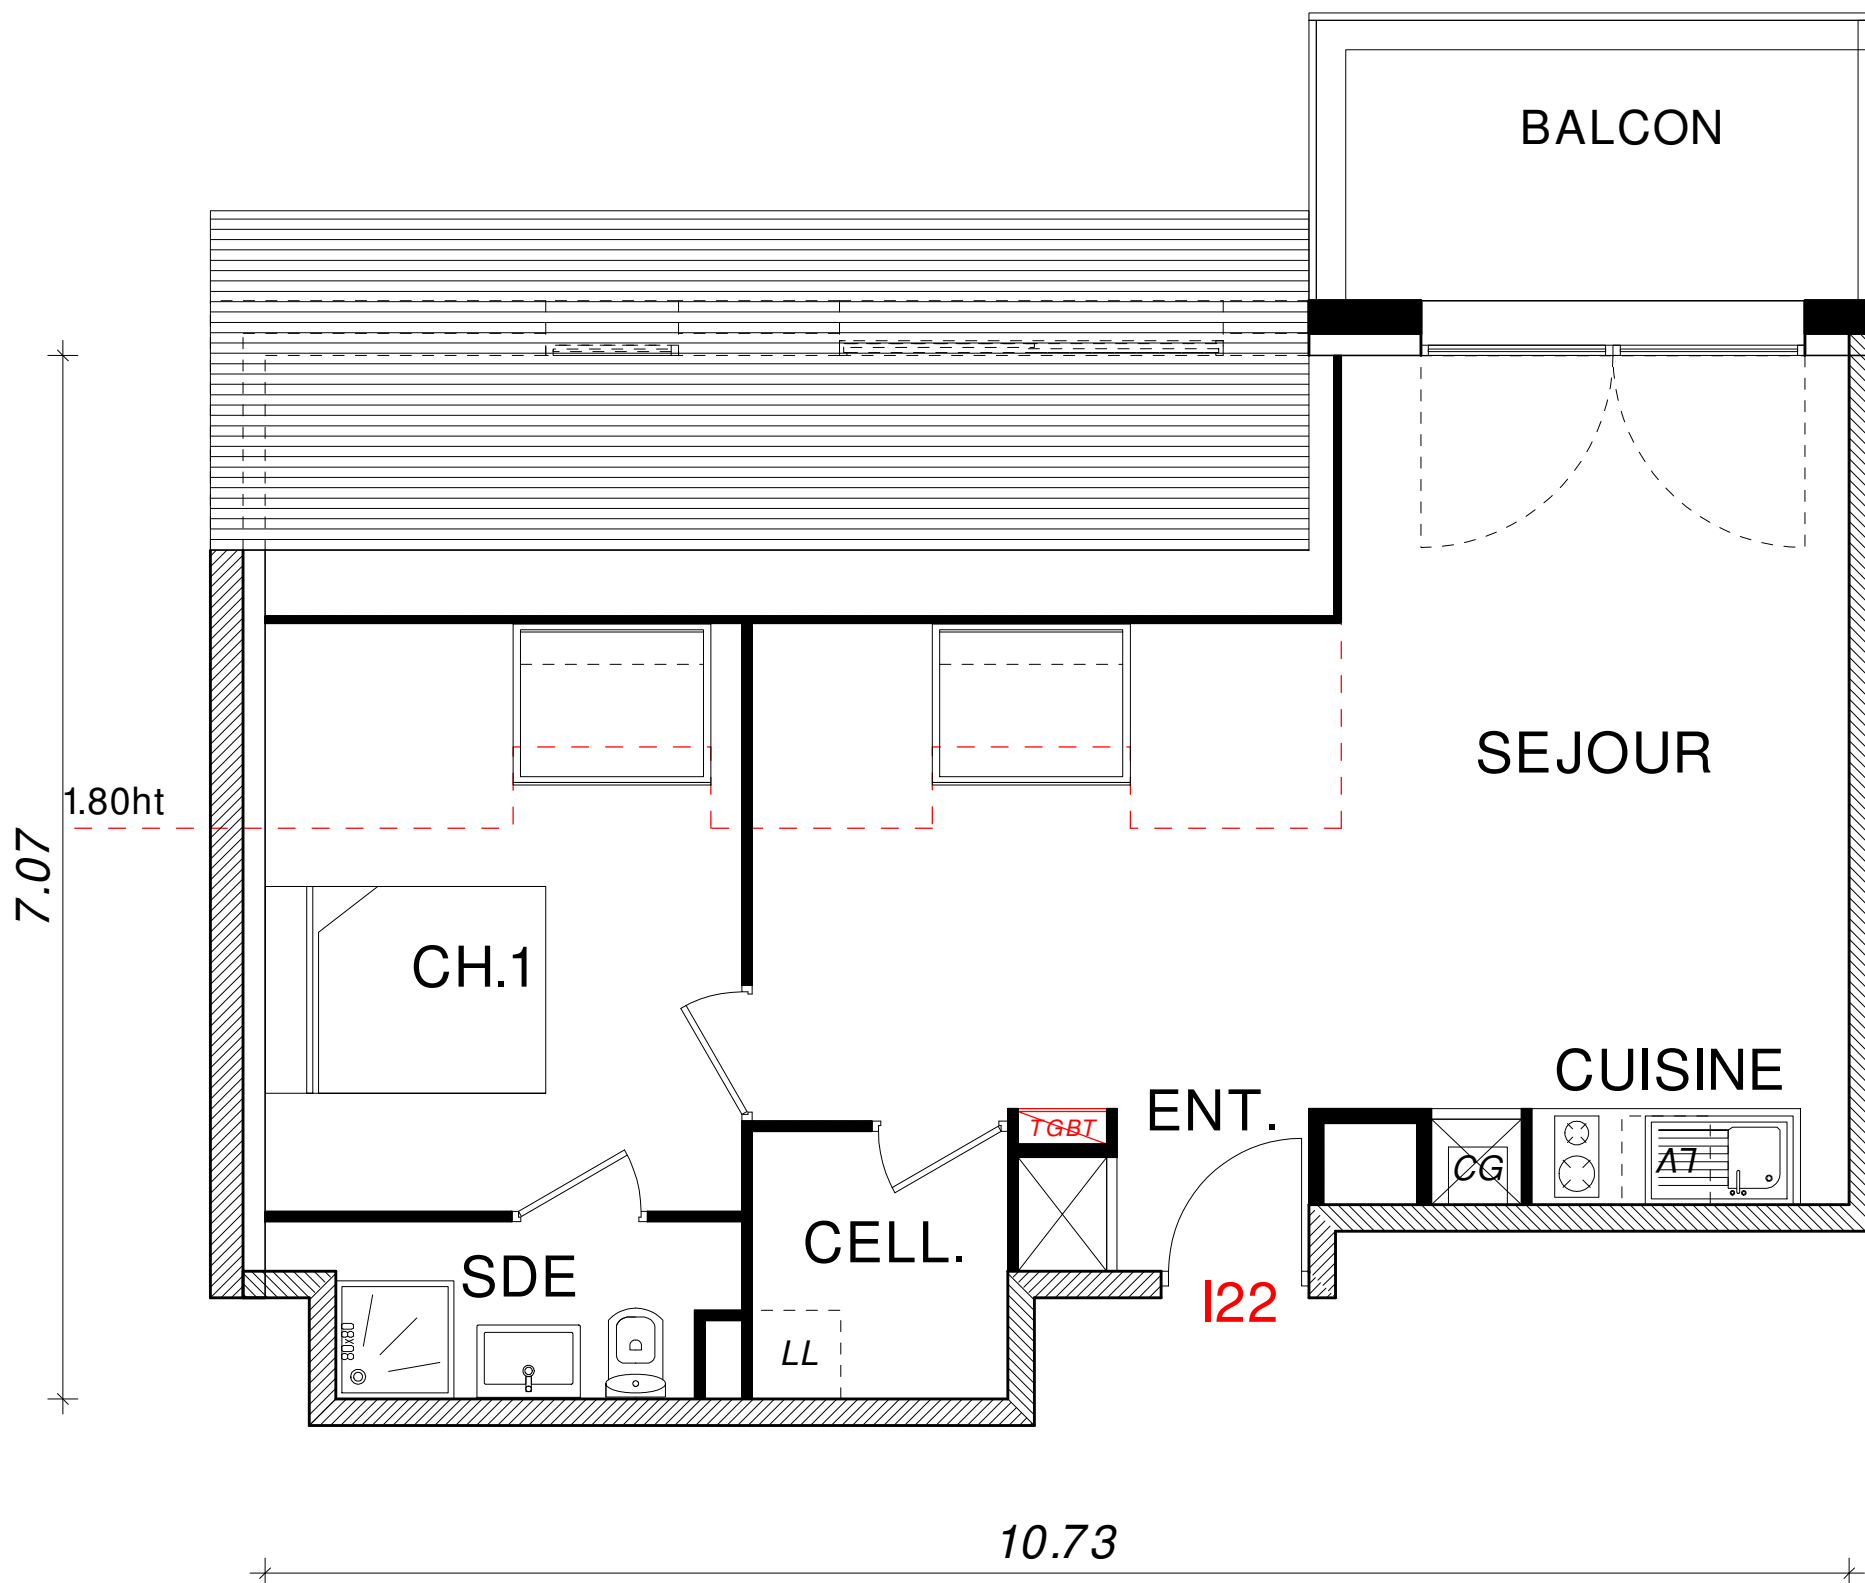 BALCON
SEJOUR
1.80ht
7.07
CH.1
CUISINE
ENT.
TGBT
CG
LV
CELL.
SDE
I22
80x80
LL
10.73